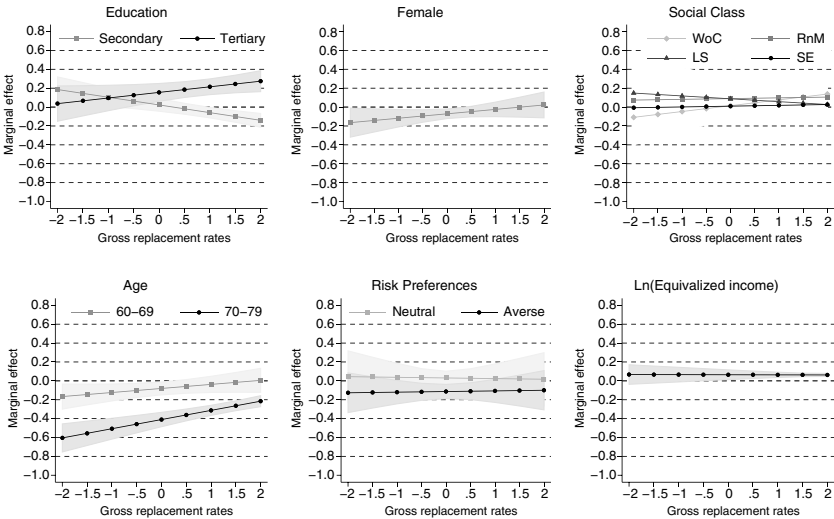 Education
Secondary Tertiary
Marginal effect
0.8
0.6
0.4
0.2
0.0
−0.2
−0.4
−0.6
−0.8
−1.0
−2 −1.5 −1 −.5 0 .5 1 1.5 2
Gross replacement rates
Female
Marginal effect
0.8
0.6
0.4
0.2
0.0
−0.2
−0.4
−0.6
−0.8
−1.0
−2 −1.5 −1 −.5 0 .5 1 1.5 2
Gross replacement rates
Social Class
WoC RnM
LS SE
Marginal effect
0.8
0.6
0.4
0.2
0.0
−0.2
−0.4
−0.6
−0.8
−1.0
−2 −1.5 −1 −.5 0 .5 1 1.5 2
Gross replacement rates
Age
60−69 70−79
Marginal effect
0.8
0.6
0.4
0.2
0.0
−0.2
−0.4
−0.6
−0.8
−1.0
−2 −1.5 −1 −.5 0 .5 1 1.5 2
Gross replacement rates
Risk Preferences
Neutral Averse
Marginal effect
0.8
0.6
0.4
0.2
0.0
−0.2
−0.4
−0.6
−0.8
−1.0
−2 −1.5 −1 −.5 0 .5 1 1.5 2
Gross replacement rates
Ln(Equivalized income)
Marginal effect
0.8
0.6
0.4
0.2
0.0
−0.2
−0.4
−0.6
−0.8
−1.0
−2 −1.5 −1 −.5 0 .5 1 1.5 2
Gross replacement rates